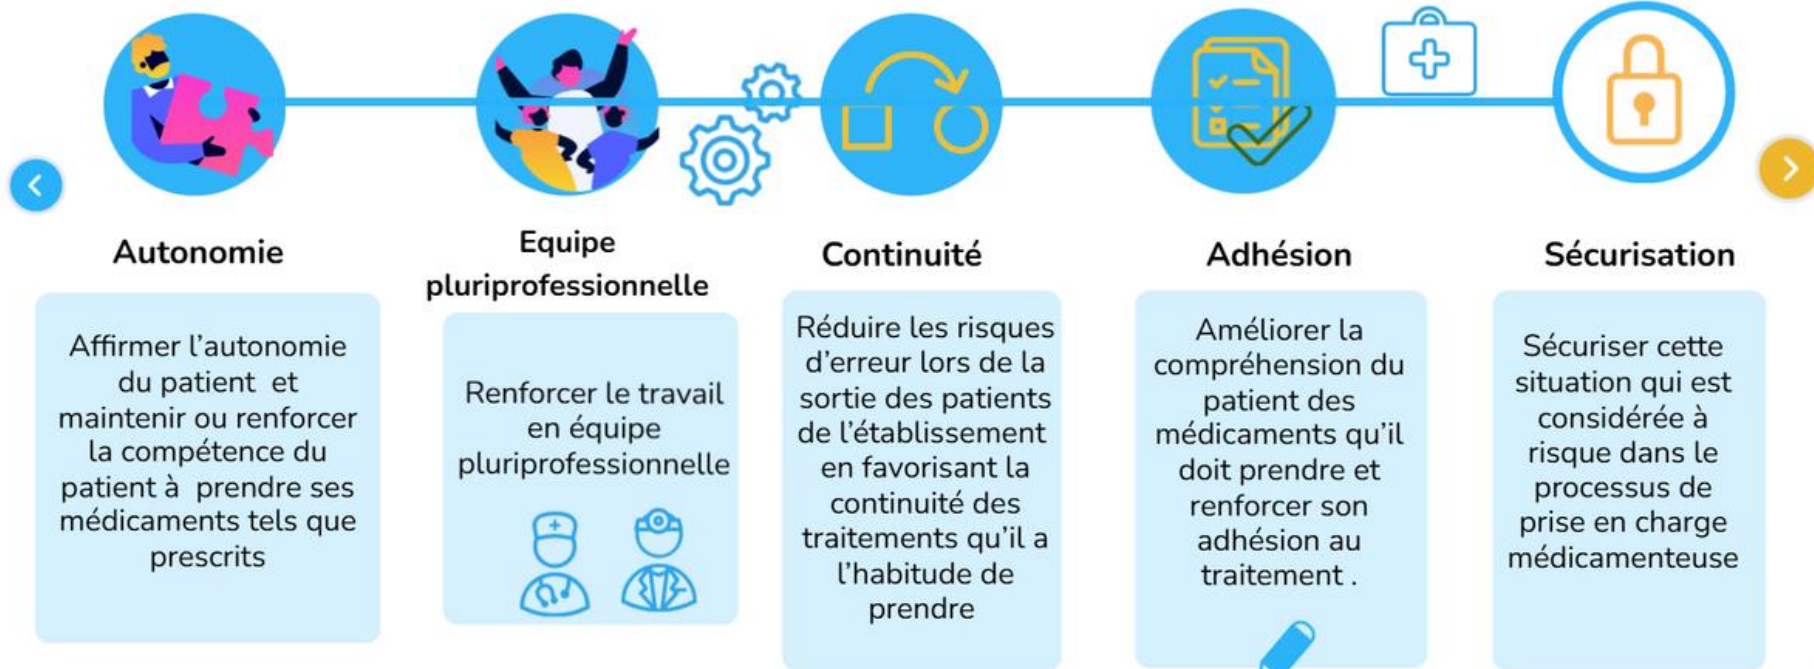 Autonomie
Affirmer l'autonomie
du patient et
maintenir ou renforcer
la compétence du
patient à prendre ses
médicaments tels que
prescrits
Equipe
pluriprofessionnelle
Renforcer le travail
en équipe
pluriprofessionnelle
Continuité
Réduire les risques
d'erreur lors de la
sortie des patients
de l'établissement
en favorisant la
continuité des
traitements qu'il a
l'habitude de
prendre
Adhésion
Améliorer la
compréhension du
patient des
médicaments qu'il
doit prendre et
renforcer son
adhésion au
traitement .
Sécurisation
Sécuriser cette
situation qui est
considérée à
risque dans le
processus de
prise en charge
médicamenteuse